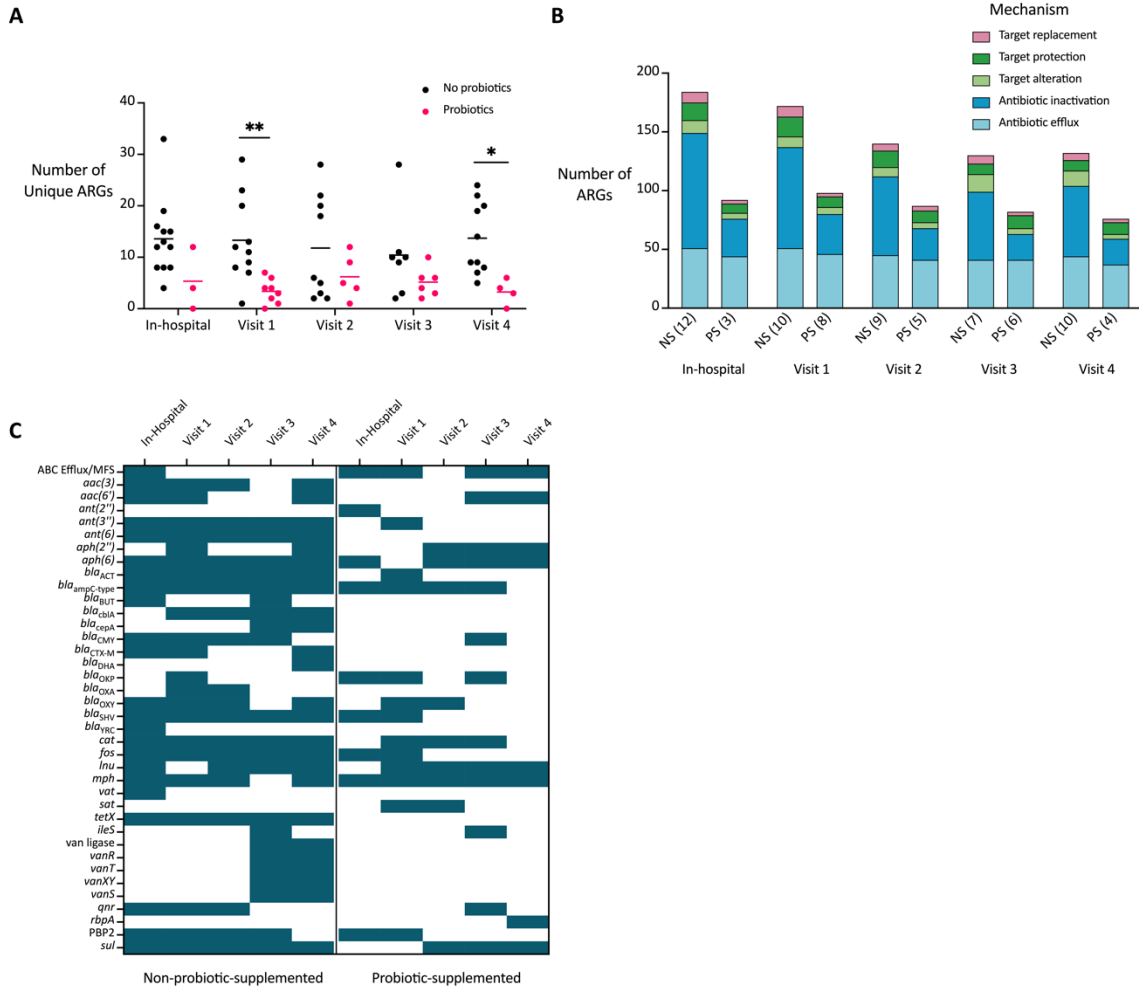 A
No probiotics
Probiotics
Number of
Unique ARGs
40
30
20
10
0
**
*
In-hospital
Visit 1
Visit 2
Visit 3
Visit 4
B
Mechanism
Target replacement
Target protection
Target alteration
Antibiotic inactivation
Antibiotic efflux
Number of
ARGs
200
150
100
50
0
NS (12)
PS (3)
NS (10)
PS (8)
NS (9)
PS (5)
NS (7)
PS (6)
NS (10)
PS (4)
In-hospital
Visit 1
Visit 2
Visit 3
Visit 4
C
In-Hospital
Visit 1
Visit 2
Visit 3
Visit 4
In-Hospital
Visit 1
Visit 2
Visit 3
Visit 4
ABC Efflux/MFS
aac(3)
aac(6')
ant(2'')
ant(3'')
ant(6)
aph(2'')
aph(6)
blaACT
blaampC-type
blaBUT
blacblA
blacepA
blaCMY
blaCTX-M
blaDHA
blaOKP
blaOXA
blaOXY
blaSHV
blaYRC
cat
fos
lnu
mph
vat
sat
tetX
ileS
van ligase
vanR
vanT
vanXY
vanS
qnr
rbpA
PBP2
sul
Non-probiotic-supplemented
Probiotic-supplemented